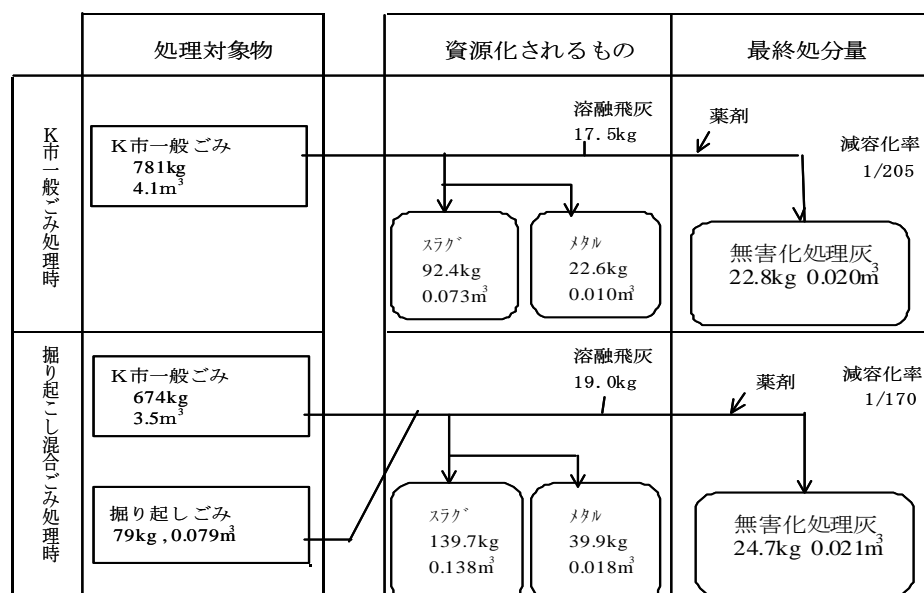 処理対象物
資源化されるもの
最終処分量
K市一般ごみ処理時
K市一般ごみ
781kg
4.1m³
溶融飛灰
17.5kg
薬剤
減容化率
1/205
ｽﾗｸﾞ
92.4kg
0.073m³
ﾒﾀﾙ
22.6kg
0.010m³
無害化処理灰
22.8kg 0.020m³
掘り起こし混合ごみ処理時
K市一般ごみ
674kg
3.5m³
掘り起しごみ
79kg , 0.079m³
溶融飛灰
19.0kg
薬剤
減容化率
1/170
ｽﾗｸﾞ
139.7kg
0.138m³
ﾒﾀﾙ
39.9kg
0.018m³
無害化処理灰
24.7kg 0.021m³